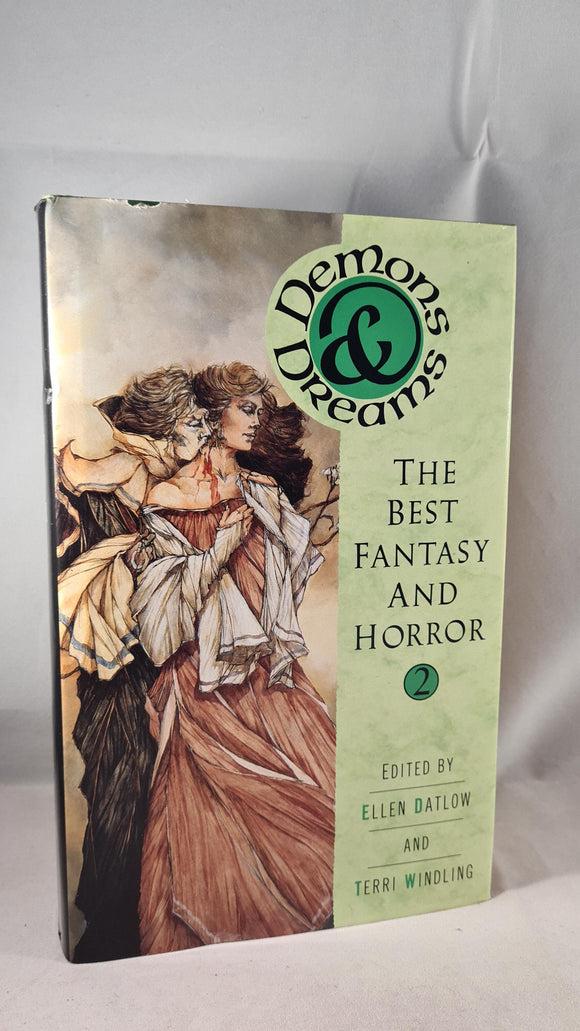 Demons
&
Dreams
THE
BEST
FANTASY
AND
HORROR
2
EDITED BY
ELLEN DATLOW
AND
TERRI WINDLING